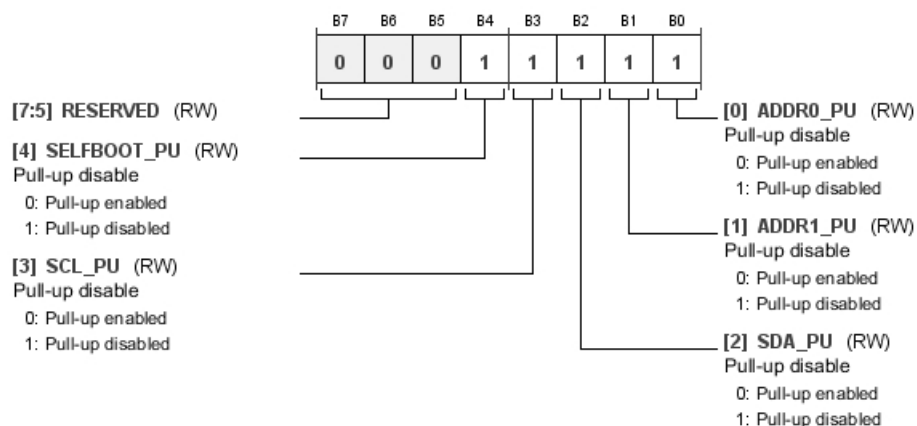 B7 B6 B5 B4 B3 B2 B1 B0
0 0 0 1 1 1 1 1
[7:5] RESERVED (RW)
[4] SELFBOOT_PU (RW)
Pull-up disable
0: Pull-up enabled
1: Pull-up disabled
[3] SCL_PU (RW)
Pull-up disable
0: Pull-up enabled
1: Pull-up disabled
[0] ADDR0_PU (RW)
Pull-up disable
0: Pull-up enabled
1: Pull-up disabled
[1] ADDR1_PU (RW)
Pull-up disable
0: Pull-up enabled
1: Pull-up disabled
[2] SDA_PU (RW)
Pull-up disable
0: Pull-up enabled
1: Pull-up disabled